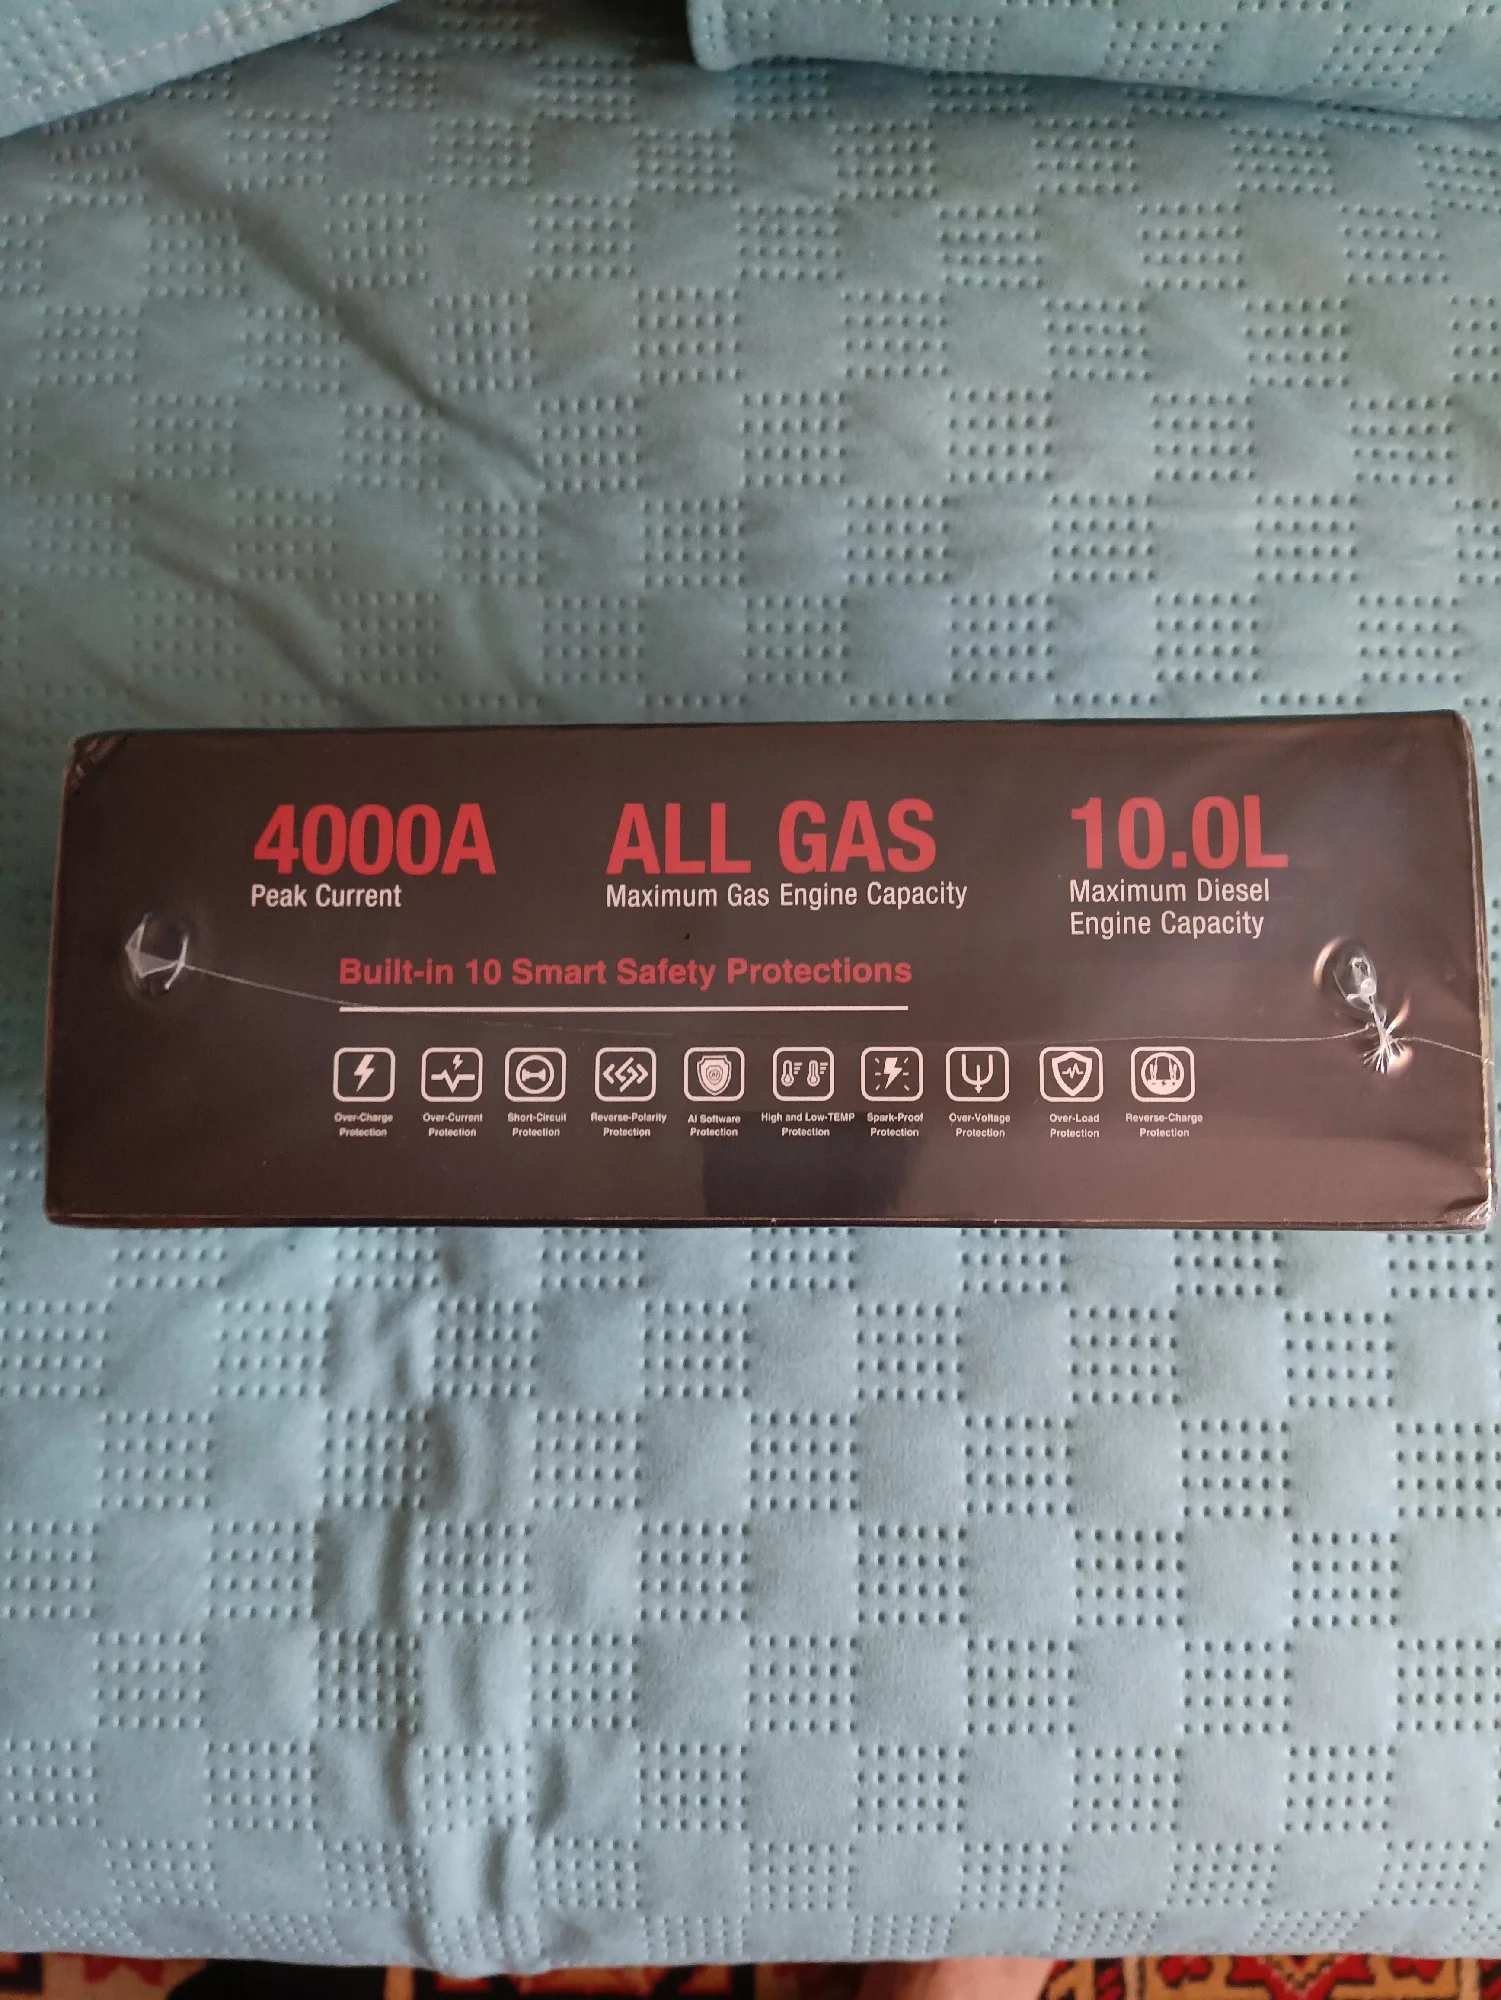 4000A
Peak Current
ALL GAS
Maximum Gas Engine Capacity
10.0L
Maximum Diesel
Engine Capacity
Built-in 10 Smart Safety Protections
Over-Charge
Protection
Over-Current
Protection
Short-Circuit
Protection
Reverse-Polarity
Protection
AI Software
Protection
High and Low-TEMP
Protection
Spark-Proof
Protection
Over-Voltage
Protection
Over-Load
Protection
Reverse-Charge
Protection